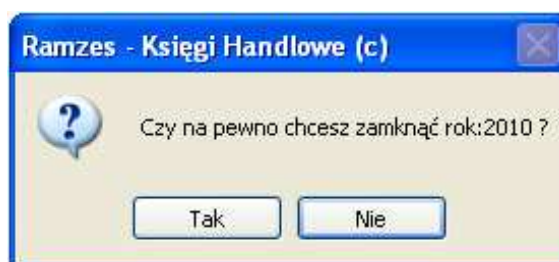 Ramzes - Księgi Handlowe (c)
Czy na pewno chcesz zamknąć rok:2010 ?
Tak
Nie